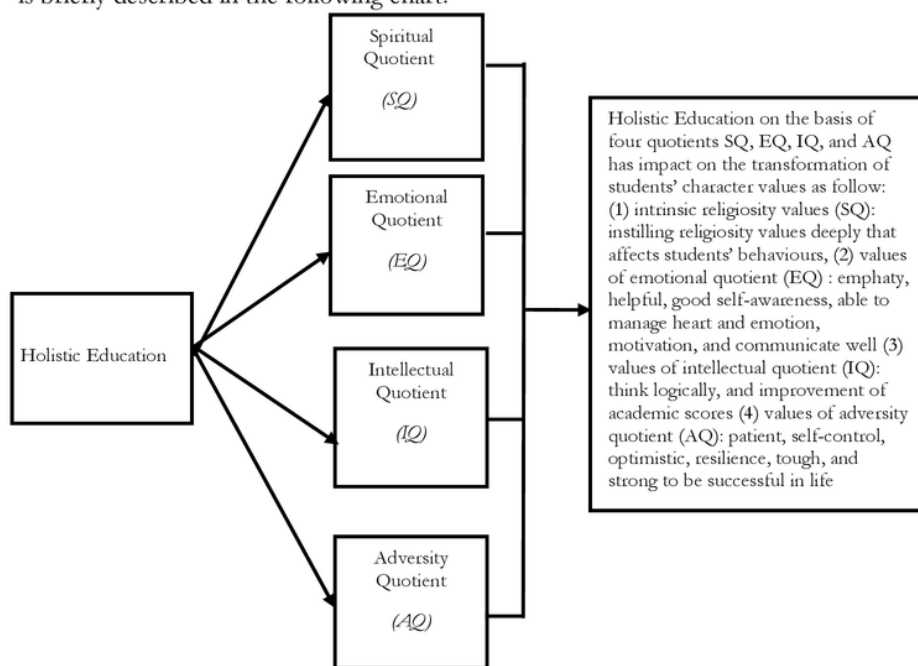 is briefly described in the following chart:
Spiritual
Quotient
(SQ)
Emotional
Quotient
(EQ)
Holistic Education
Intellectual
Quotient
(IQ)
Adversity
Quotient
(AQ)
Holistic Education on the basis of
four quotients SQ, EQ, IQ, and AQ
has impact on the transformation of
students’ character values as follow:
(1) intrinsic religiosity values (SQ):
instilling religiosity values deeply that
affects students’ behaviours, (2) values
of emotional quotient (EQ) : emphaty,
helpful, good self-awareness, able to
manage heart and emotion,
motivation, and communicate well (3)
values of intellectual quotient (IQ):
think logically, and improvement of
academic scores (4) values of adversity
quotient (AQ): patient, self-control,
optimistic, resilience, tough, and
strong to be successful in life